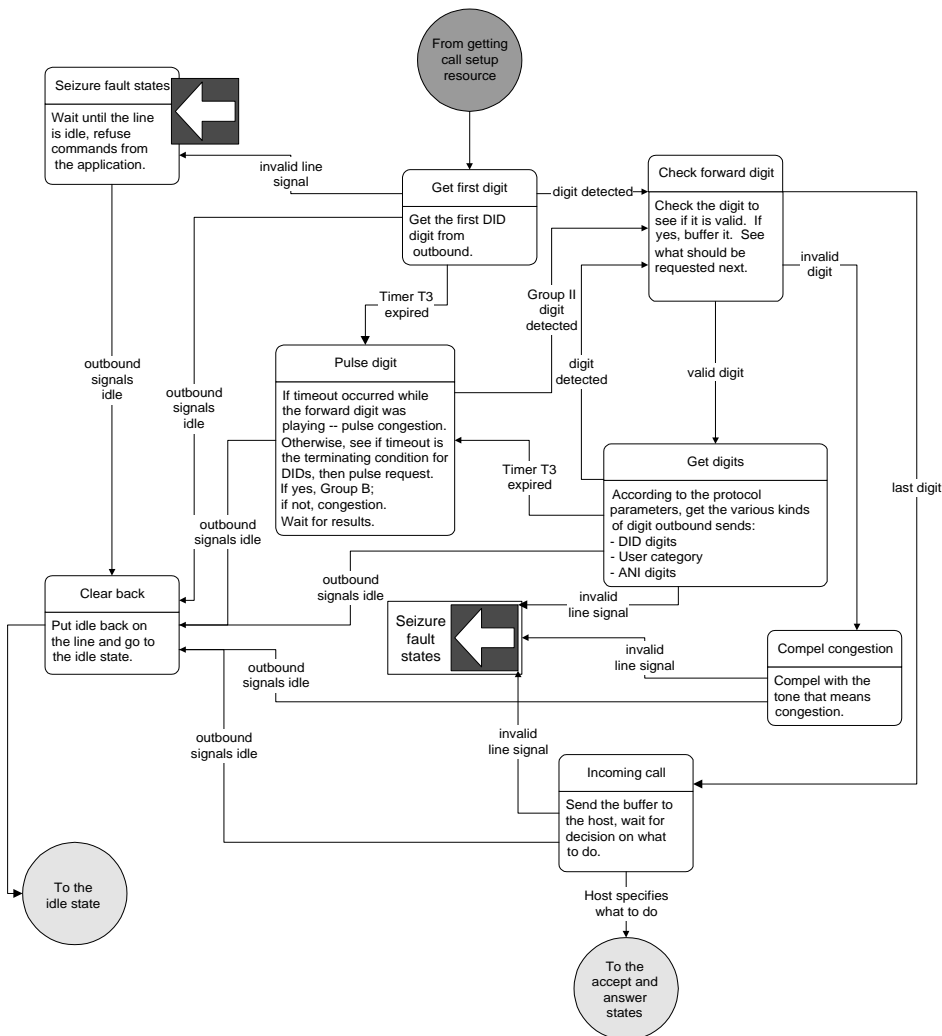 From getting
call setup
resource
Seizure fault states
Wait until the line
is idle, refuse
commands from
the application.
invalid line
signal
Get first digit
Get the first DID
digit from
outbound.
digit detected
Check forward digit
Check the digit to
see if it is valid.  If
yes, buffer it.  See
what should be
requested next.
invalid
digit
Timer T3
expired
Group II
digit
detected
outbound
signals
idle
outbound
signals
idle
Pulse digit
If timeout occurred while
the forward digit was
playing -- pulse congestion.
Otherwise, see if timeout is
the terminating condition for
DIDs, then pulse request.
If yes, Group B;
if not, congestion.
Wait for results.
digit
detected
valid digit
Timer T3
expired
Get digits
According to the protocol
parameters, get the various kinds
of digit outbound sends:
- DID digits
- User category
- ANI digits
last digit
outbound
signals idle
outbound
signals idle
invalid
line signal
Clear back
Put idle back on
the line and go to
the idle state.
Seizure
fault
states
invalid
line signal
outbound
signals idle
Compel congestion
Compel with the
tone that means
congestion.
outbound
signals idle
invalid
line signal
Incoming call
Send the buffer to
the host, wait for
decision on what
to do.
To the
idle state
Host specifies
what to do
To the
accept and
answer
states